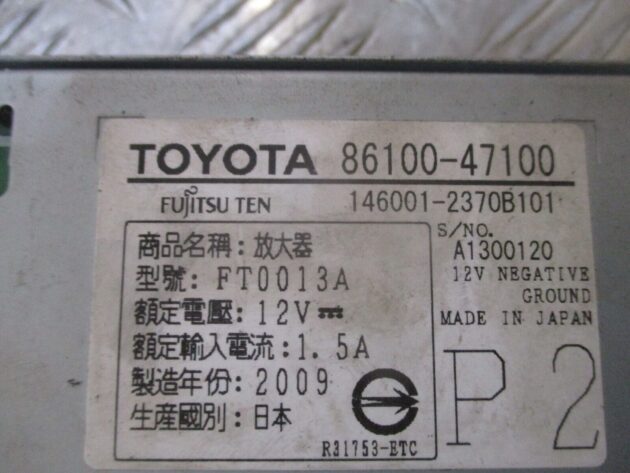 TOYOTA 86100-47100
FUJITSU TEN 146001-2370B101
商品名稱:放大器
型號:FT0013A
額定電壓:12V⎓
額定輸入電流:1.5A
製造年份:2009
生産國別:日本
R31753-ETC
S/NO.
A1300120
12V NEGATIVE
GROUND
MADE IN JAPAN
P2